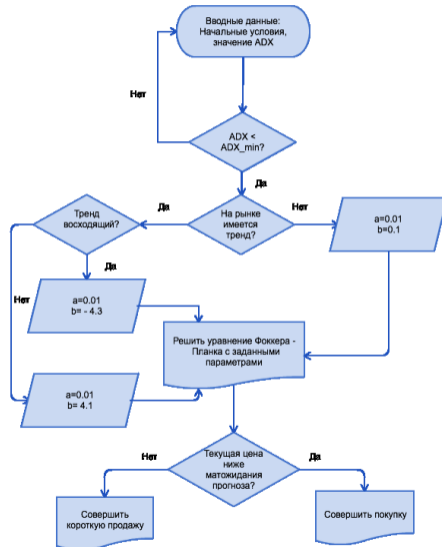 Вводные данные:
Начальные условия,
значение ADX
Нет
ADX <
ADX_min?
Да
Тренд
восходящий?
Да
На рынке
имеется
тренд?
Нет
a=0.01
b=0.1
Да
Нет
a=0.01
b= - 4.3
Решить уравнение Фоккера -
Планка с заданными
параметрами
a=0.01
b= 4.1
Нет
Текущая цена
ниже
матожидания
прогноза?
Да
Совершить
короткую продажу
Совершить покупку